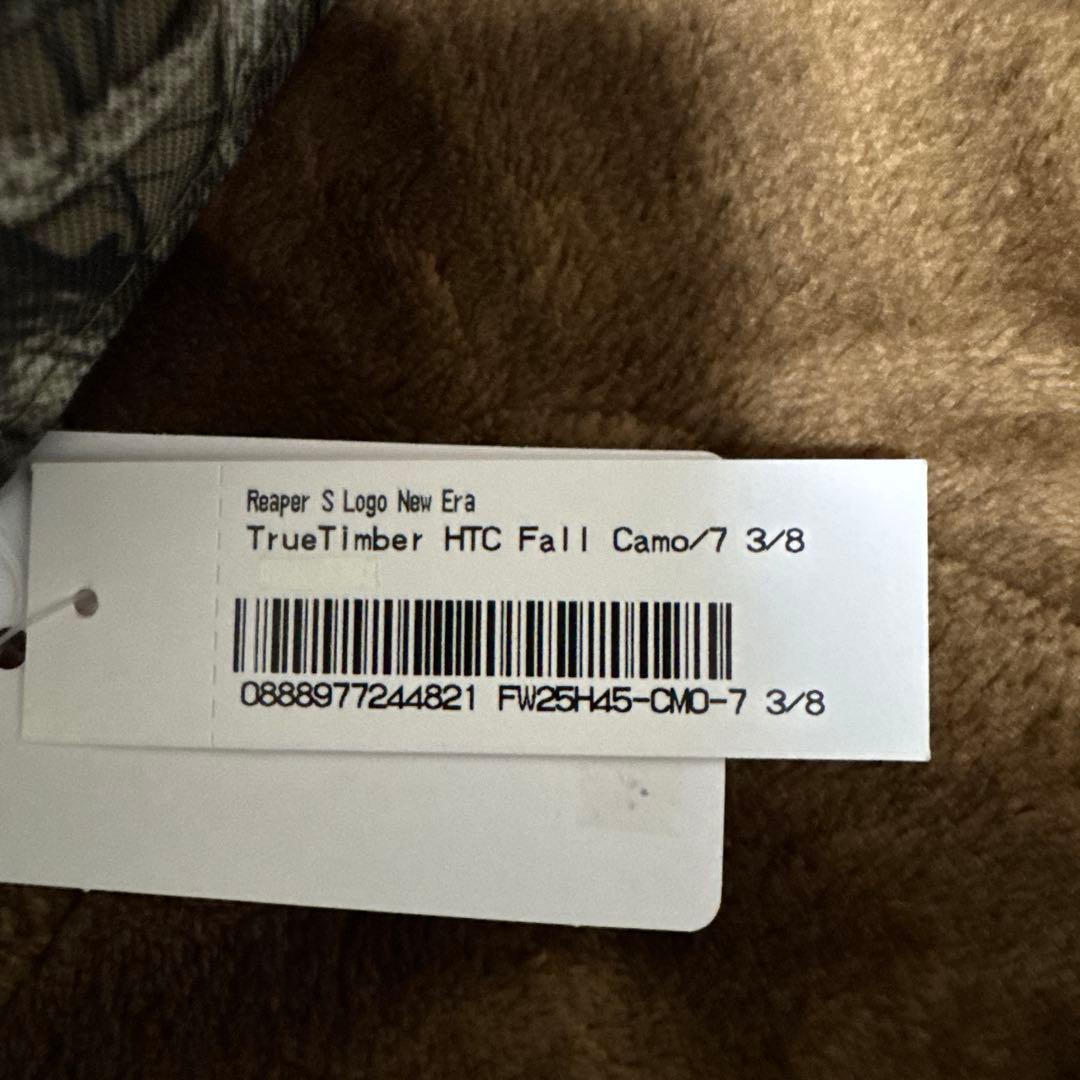 Reaper S Logo New Era
TrueTimber HTC Fall Camo/7 3/8
0888977244821 FW25H45-CMO-7 3/8